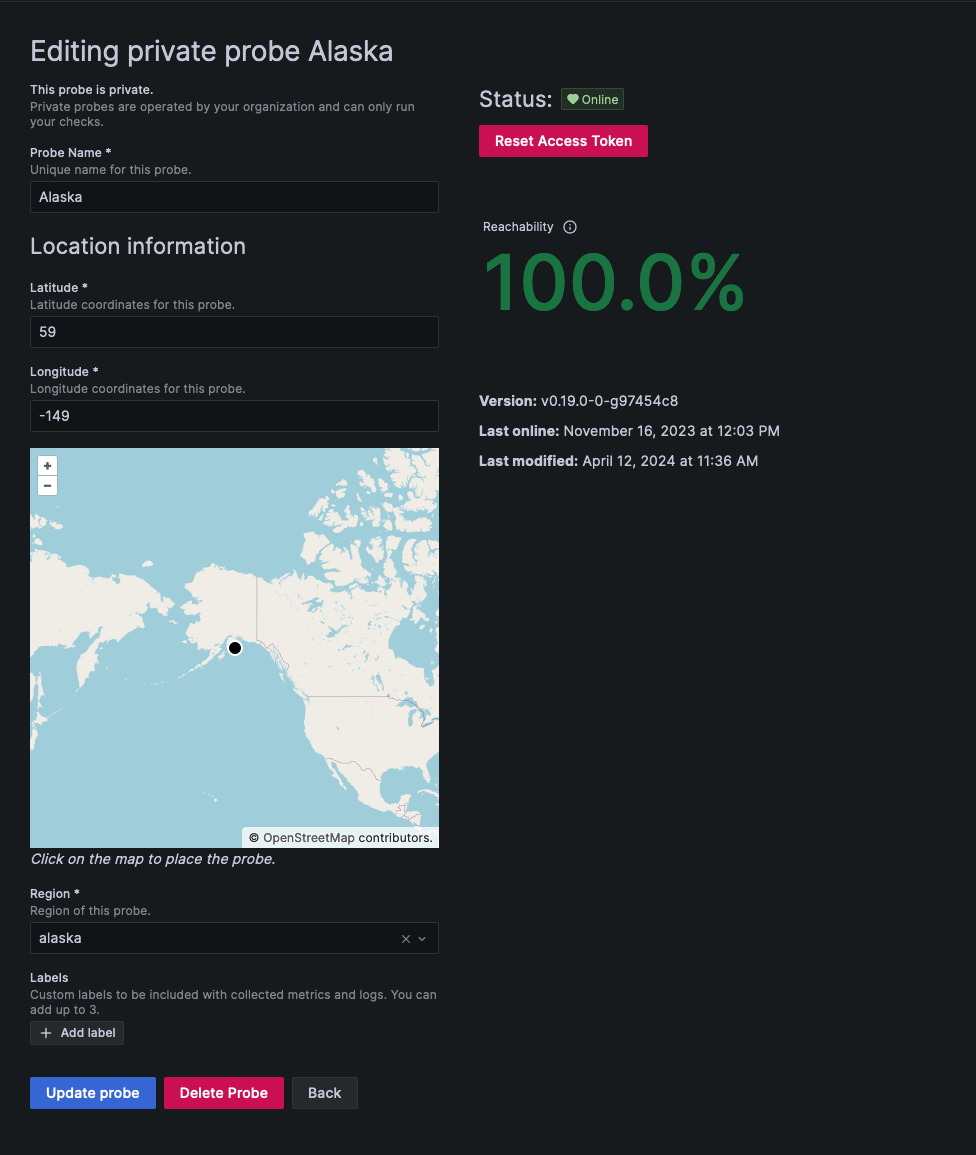 Editing private probe Alaska
This probe is private.
Private probes are operated by your organization and can only run
your checks.
Probe Name *
Unique name for this probe.
Alaska
Location information
Latitude *
Latitude coordinates for this probe.
59
Longitude *
Longitude coordinates for this probe.
-149
+
−
© OpenStreetMap contributors.
Click on the map to place the probe.
Region *
Region of this probe.
alaska
Labels
Custom labels to be included with collected metrics and logs. You can
add up to 3.
+ Add label
Update probe
Delete Probe
Back
Status:
Online
Reset Access Token
Reachability
100.0%
Version: v0.19.0-0-g97454c8
Last online: November 16, 2023 at 12:03 PM
Last modified: April 12, 2024 at 11:36 AM